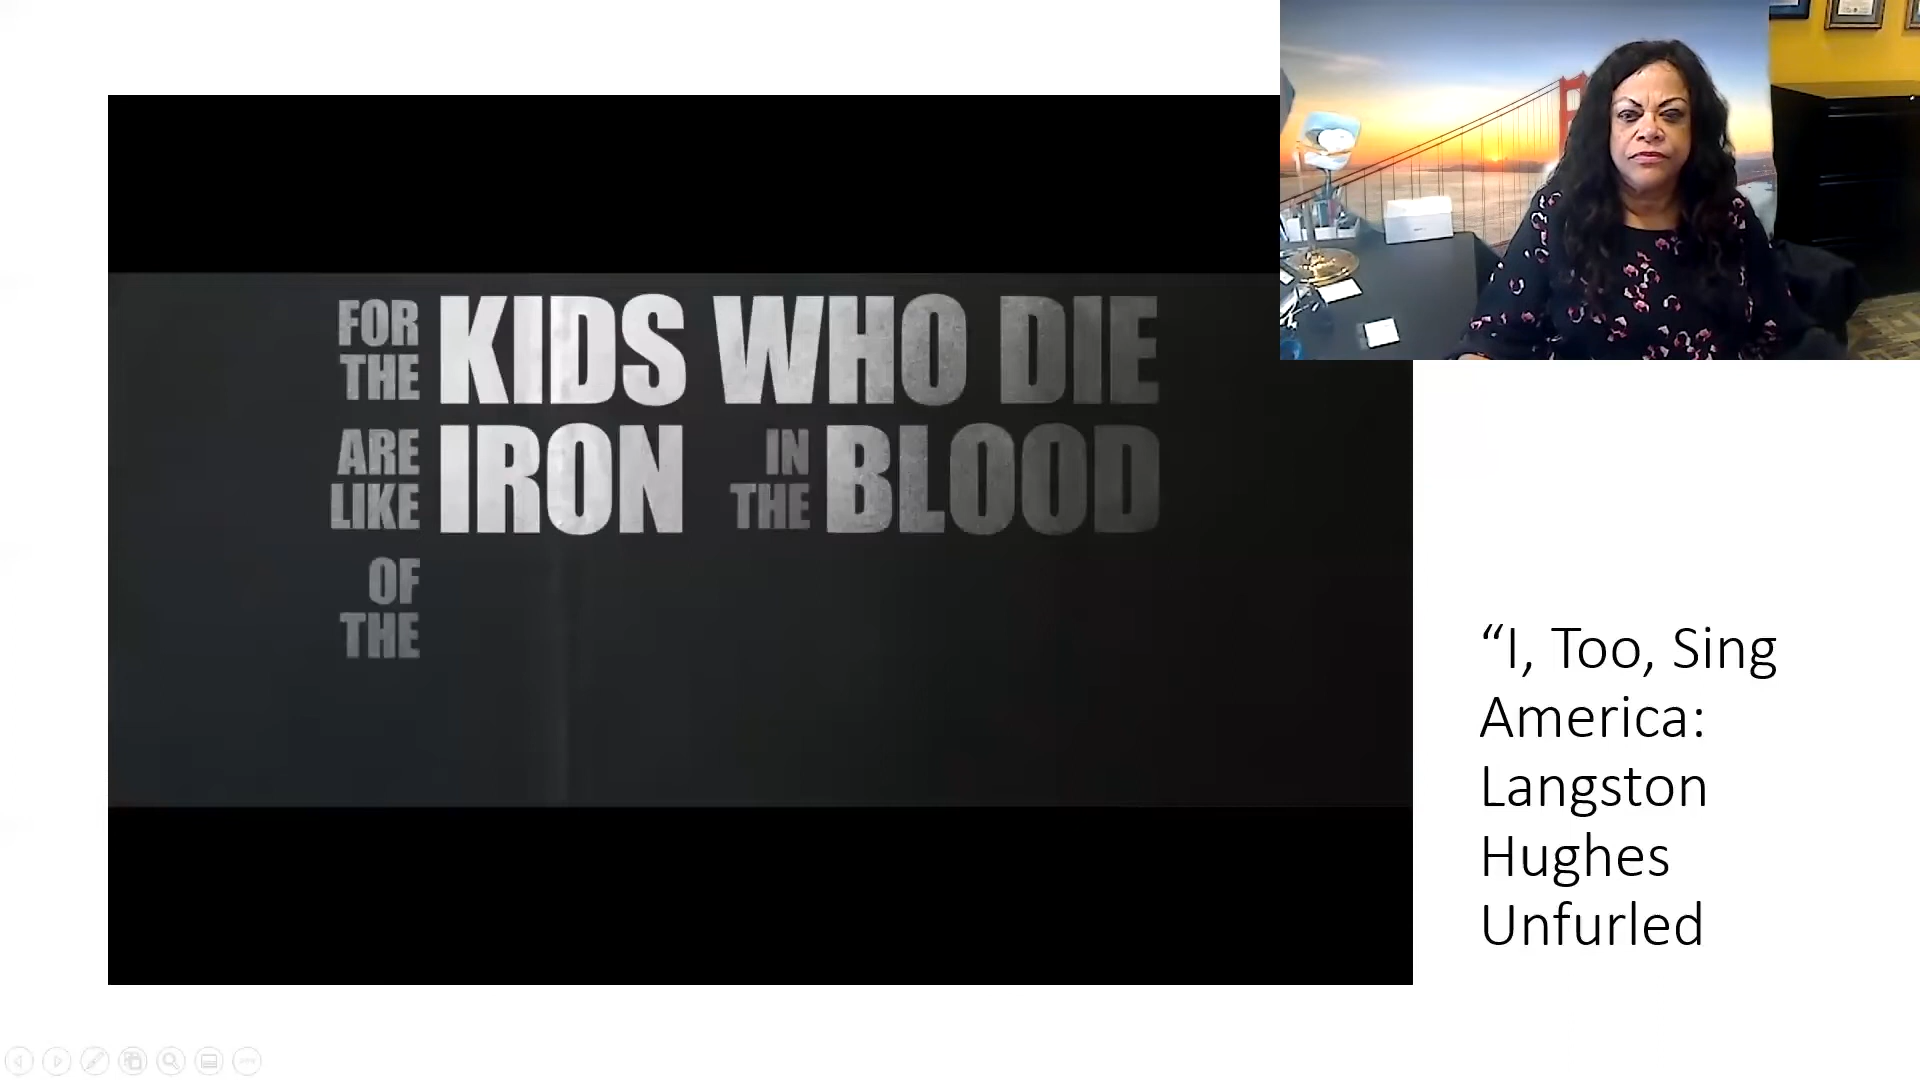 FOR
THE KIDS WHO DIE
ARE
LIKE IRON IN
THE BLOOD
OF
THE
“I, Too, Sing
America:
Langston
Hughes
Unfurled